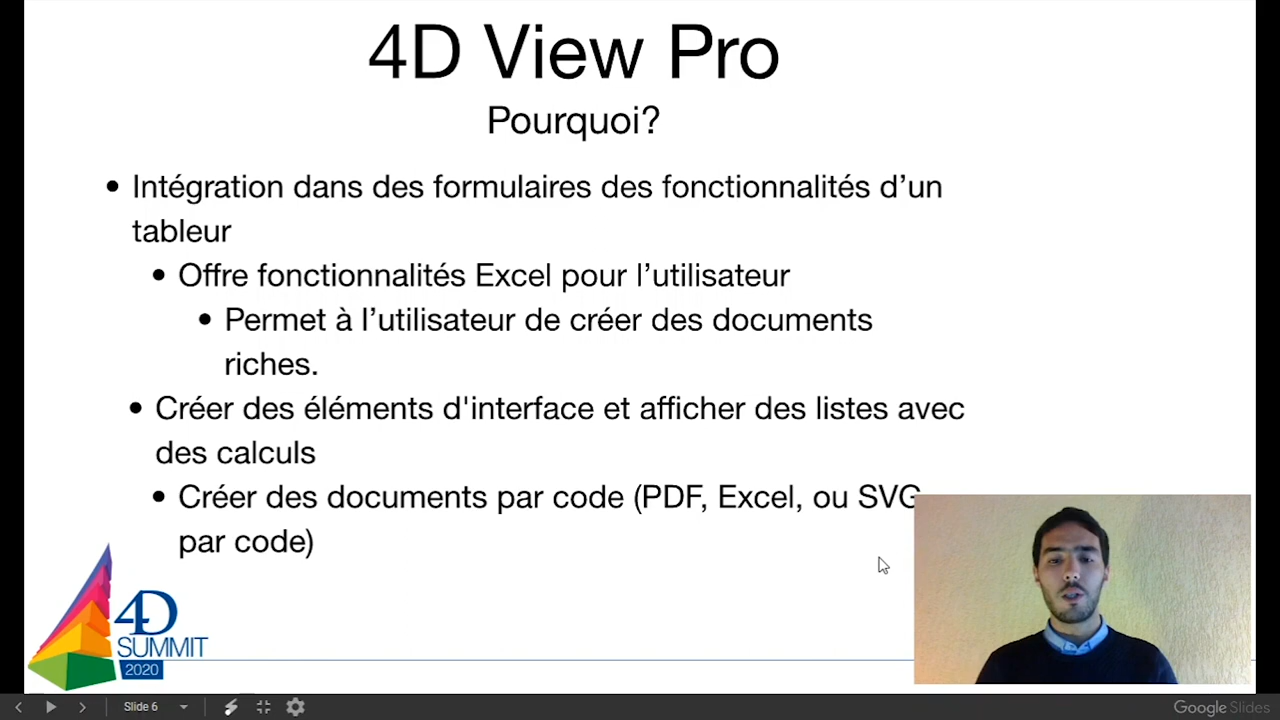 4D View Pro
Pourquoi?
• Intégration dans des formulaires des fonctionnalités d’un
tableur
• Offre fonctionnalités Excel pour l’utilisateur
• Permet à l’utilisateur de créer des documents
riches.
• Créer des éléments d'interface et afficher des listes avec
des calculs
• Créer des documents par code (PDF, Excel, ou SVG
par code)
4D
SUMMIT
2020
Slide 6
Google Slides